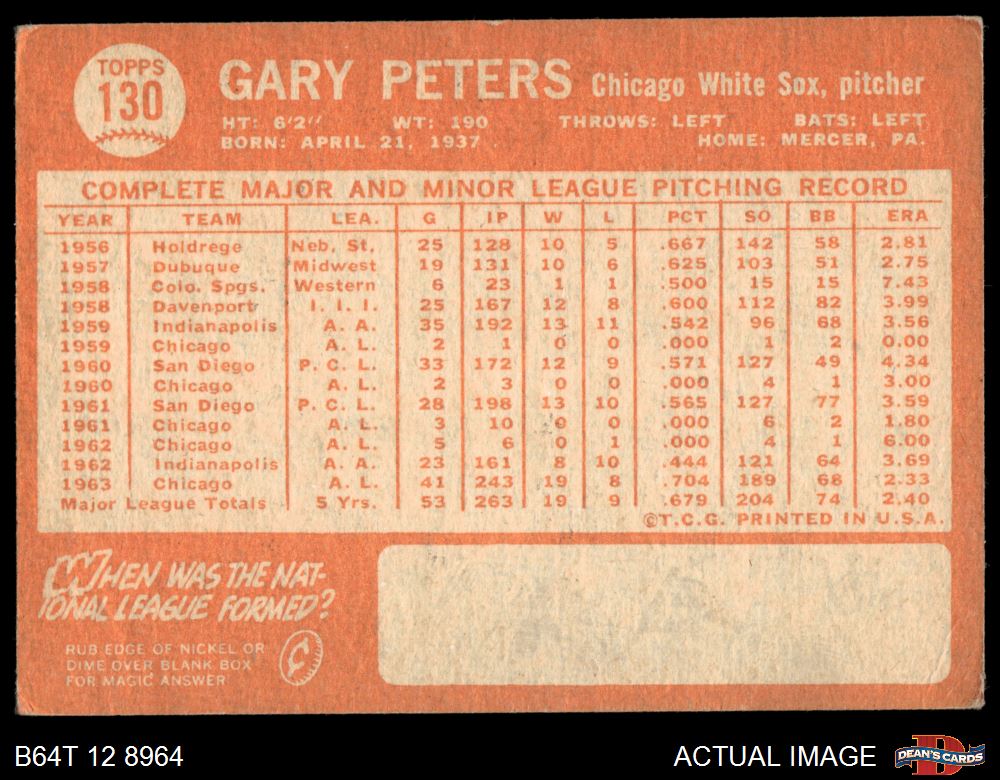 TOPPS
130
GARY PETERS Chicago White Sox, pitcher
HT: 6'2" WT: 190 THROWS: LEFT BATS: LEFT
BORN: APRIL 21, 1937 HOME: MERCER, PA.
COMPLETE MAJOR AND MINOR LEAGUE PITCHING RECORD
YEAR TEAM LEA. G IP W L PCT SO BB ERA
1956 Holdrege Neb. St. 25 128 10 5 .667 142 58 2.81
1957 Dubuque Midwest 19 131 10 6 .625 103 51 2.75
1958 Colo. Spgs. Western 6 23 1 1 .500 15 15 7.43
1958 Davenport I. I. I. 25 167 12 8 .600 112 82 3.99
1959 Indianapolis A. A. 35 192 13 11 .542 96 68 3.56
1959 Chicago A. L. 2 1 0 0 .000 1 2 0.00
1960 San Diego P. C. L. 33 172 12 9 .571 127 49 4.34
1960 Chicago A. L. 2 3 0 0 .000 4 1 3.00
1961 San Diego P. C. L. 28 198 13 10 .565 127 77 3.59
1961 Chicago A. L. 3 10 0 0 .000 6 2 1.80
1962 Chicago A. L. 5 6 0 1 .000 4 1 6.00
1962 Indianapolis A. A. 23 161 8 10 .444 121 64 3.69
1963 Chicago A. L. 41 243 19 8 .704 189 68 2.33
Major League Totals 5 Yrs. 53 263 19 9 .679 204 74 2.40
©T.C.G. PRINTED IN U.S.A.
WHEN WAS THE NAT-
IONAL LEAGUE FORMED?
RUB EDGE OF NICKEL OR
DIME OVER BLANK BOX
FOR MAGIC ANSWER
B64T 12 8964 ACTUAL IMAGE DEAN'S CARDS